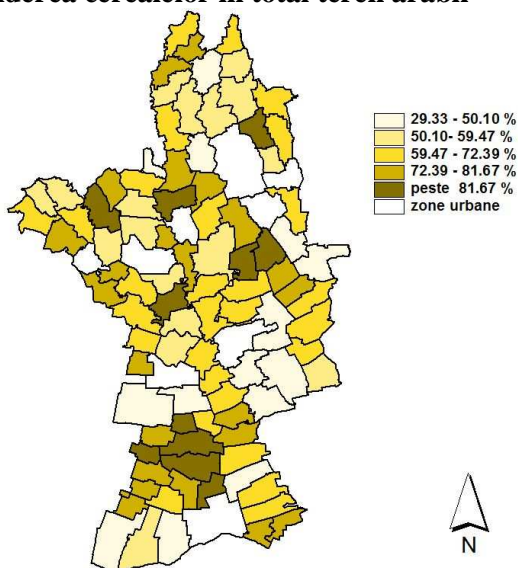 cerealelor în total teren arabil
29.33 - 50.10 %
50.10- 59.47 %
59.47 - 72.39 %
72.39 - 81.67 %
peste 81.67 %
zone urbane
N